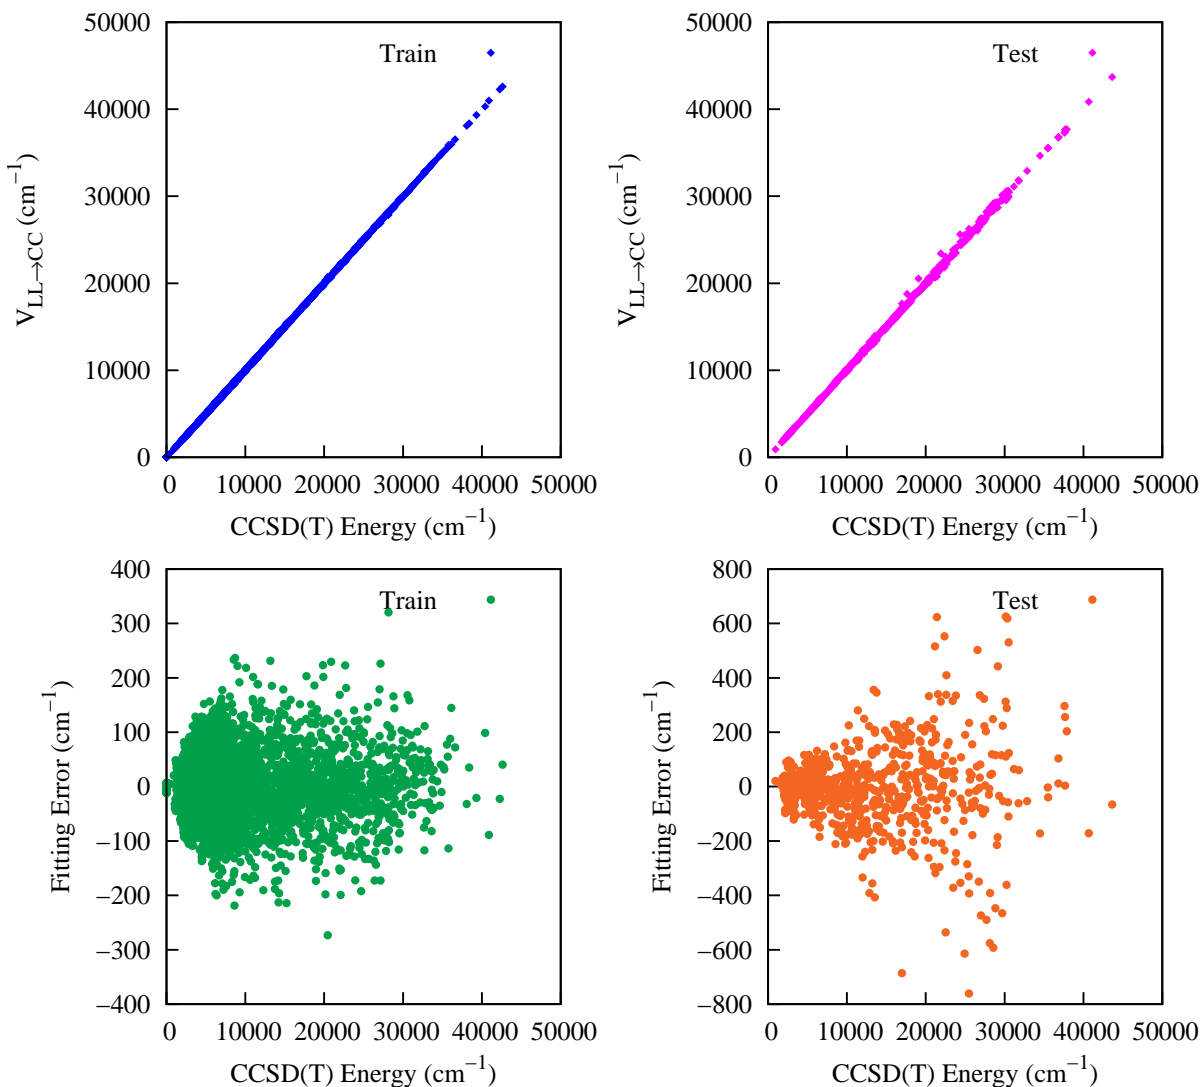 50000
40000
30000
20000
10000
0
V_LL→CC (cm⁻¹)
Train
0 10000 20000 30000 40000 50000
CCSD(T) Energy (cm⁻¹)
50000
40000
30000
20000
10000
0
V_LL→CC (cm⁻¹)
Test
0 10000 20000 30000 40000 50000
CCSD(T) Energy (cm⁻¹)
400
300
200
100
0
−100
−200
−300
−400
Fitting Error (cm⁻¹)
Train
0 10000 20000 30000 40000 50000
CCSD(T) Energy (cm⁻¹)
800
600
400
200
0
−200
−400
−600
−800
Fitting Error (cm⁻¹)
Test
0 10000 20000 30000 40000 50000
CCSD(T) Energy (cm⁻¹)